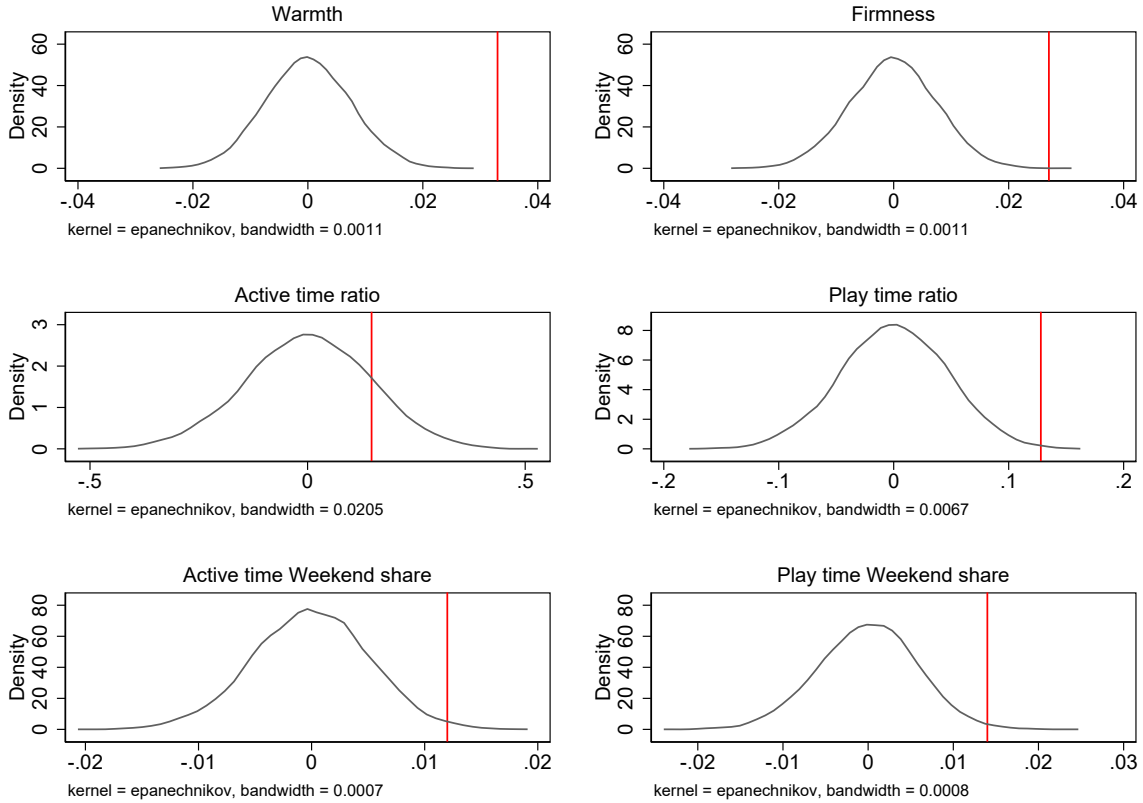 Warmth
Density
0 20 40 60
-.04 -.02 0 .02 .04
kernel = epanechnikov, bandwidth = 0.0011
Firmness
Density
0 20 40 60
-.04 -.02 0 .02 .04
kernel = epanechnikov, bandwidth = 0.0011
Active time ratio
Density
0 1 2 3
-.5 0 .5
kernel = epanechnikov, bandwidth = 0.0205
Play time ratio
Density
0 2 4 6 8
-.2 -.1 0 .1 .2
kernel = epanechnikov, bandwidth = 0.0067
Active time Weekend share
Density
0 20 40 60 80
-.02 -.01 0 .01 .02
kernel = epanechnikov, bandwidth = 0.0007
Play time Weekend share
Density
0 20 40 60 80
-.02 -.01 0 .01 .02 .03
kernel = epanechnikov, bandwidth = 0.0008